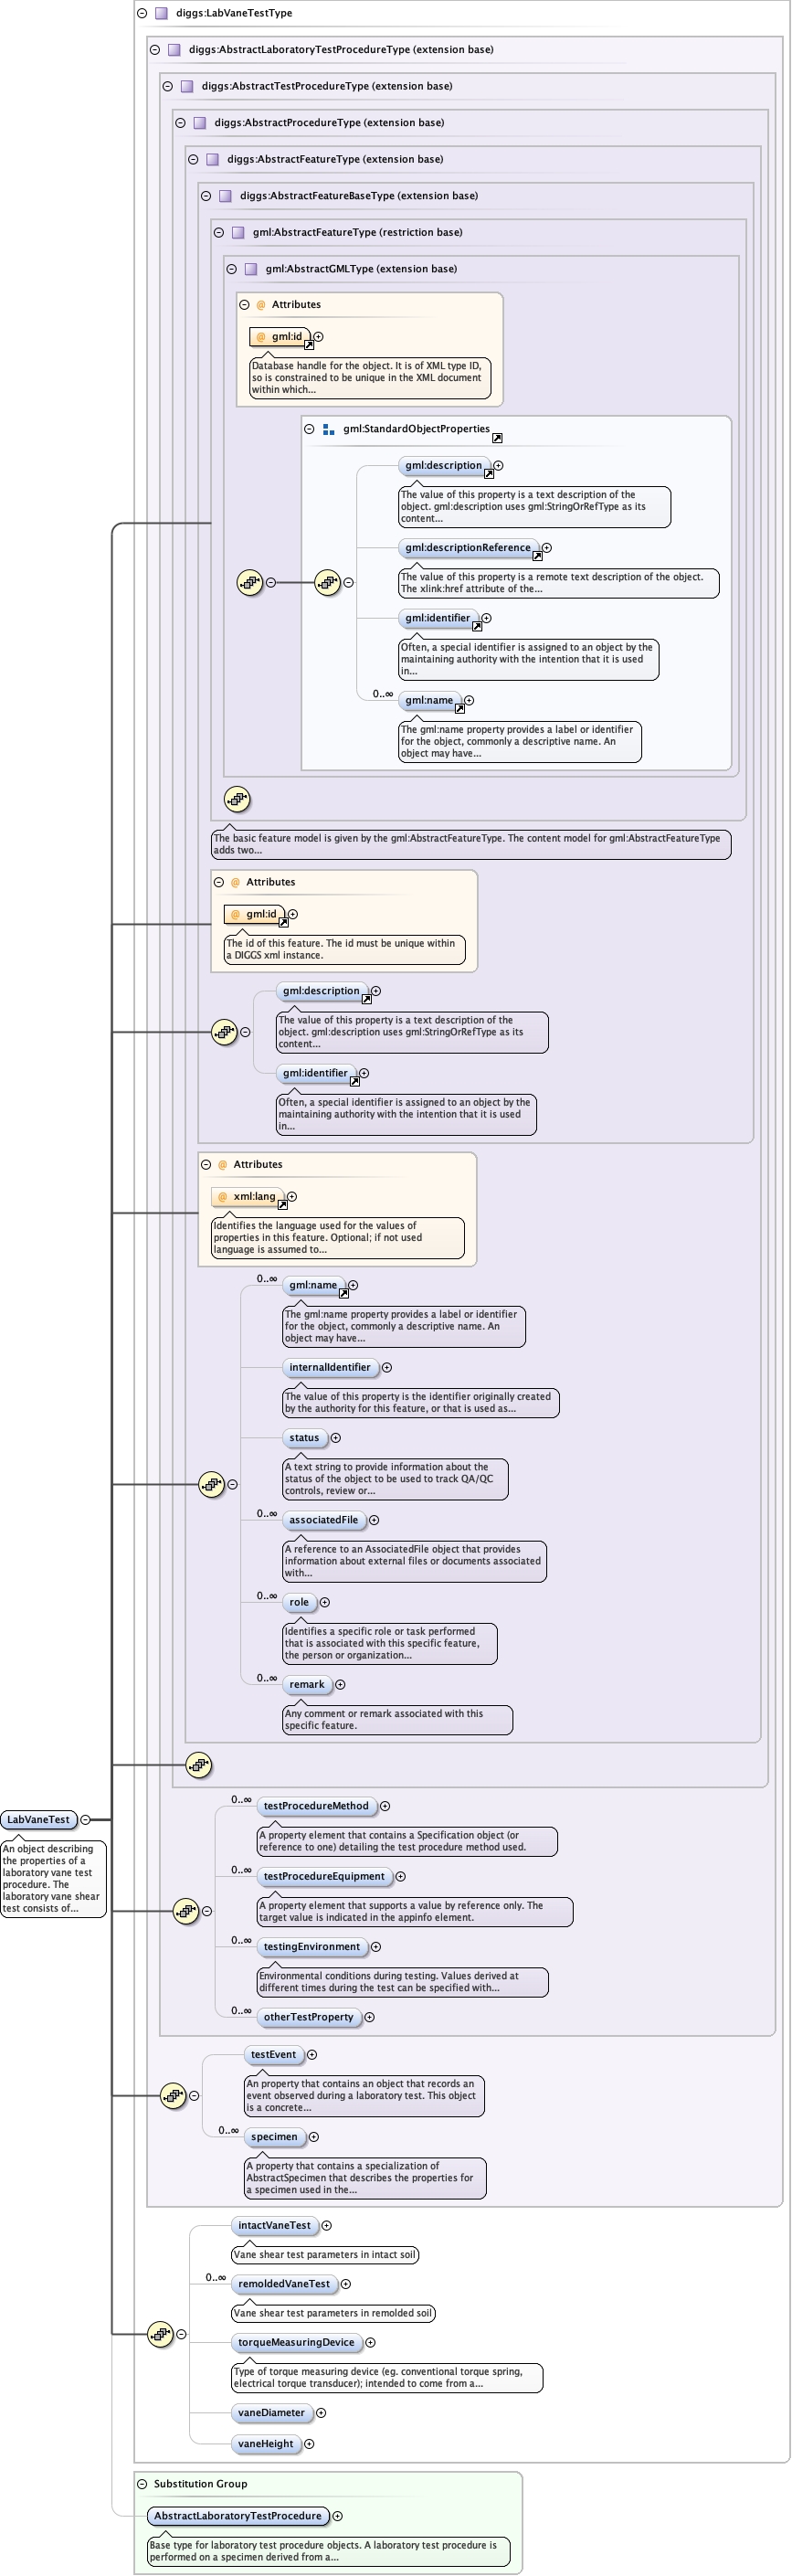 diggs:LabVaneTestType
diggs:AbstractLaboratoryTestProcedureType (extension base)
diggs:AbstractTestProcedureType (extension base)
diggs:AbstractProcedureType (extension base)
diggs:AbstractFeatureType (extension base)
diggs:AbstractFeatureBaseType (extension base)
gml:AbstractFeatureType (restriction base)
gml:AbstractGMLType (extension base)
@ Attributes
@ gml:id
Database handle for the object. It is of XML type ID,
so is constrained to be unique in the XML document
within which...
gml:StandardObjectProperties
gml:description
The value of this property is a text description of the
object. gml:description uses gml:StringOrRefType as its
content...
gml:descriptionReference
The value of this property is a remote text description of the object.
The xlink:href attribute of the...
gml:identifier
Often, a special identifier is assigned to an object by the
maintaining authority with the intention that it is used
in...
0..∞
gml:name
The gml:name property provides a label or identifier
for the object, commonly a descriptive name. An
object may have...
The basic feature model is given by the gml:AbstractFeatureType. The content model for gml:AbstractFeatureType
adds two...
@ Attributes
@ gml:id
The id of this feature. The id must be unique within
a DIGGS xml instance.
gml:description
The value of this property is a text description of the
object. gml:description uses gml:StringOrRefType as its
content...
gml:identifier
Often, a special identifier is assigned to an object by the
maintaining authority with the intention that it is used
in...
@ Attributes
@ xml:lang
Identifies the language used for the values of
properties in this feature. Optional; if not used
language is assumed to...
0..∞
gml:name
The gml:name property provides a label or identifier
for the object, commonly a descriptive name. An
object may have...
internalIdentifier
The value of this property is the identifier originally created
by the authority for this feature, or that is used as...
status
A text string to provide information about the
status of the object to be used to track QA/QC
controls, review or...
0..∞
associatedFile
A reference to an AssociatedFile object that provides
information about external files or documents associated
with...
0..∞
role
Identifies a specific role or task performed
that is associated with this specific feature,
the person or organization...
0..∞
remark
Any comment or remark associated with this
specific feature.
0..∞
testProcedureMethod
A property element that contains a Specification object (or
reference to one) detailing the test procedure method used.
LabVaneTest
An object describing
the properties of a
laboratory vane test
procedure. The
laboratory vane shear
test consists of...
0..∞
testProcedureEquipment
A property element that supports a value by reference only. The
target value is indicated in the appinfo element.
0..∞
testingEnvironment
Environmental conditions during testing. Values derived at
different times during the test can be specified with...
0..∞
otherTestProperty
testEvent
An property that contains an object that records an
event observed during a laboratory test. This object
is a concrete...
0..∞
specimen
A property that contains a specialization of
AbstractSpecimen that describes the properties for
a specimen used in the...
intactVaneTest
Vane shear test parameters in intact soil
0..∞
remoldedVaneTest
Vane shear test parameters in remolded soil
torqueMeasuringDevice
Type of torque measuring device (eg. conventional torque spring,
electrical torque transducer); intended to come from a...
vaneDiameter
vaneHeight
Substitution Group
AbstractLaboratoryTestProcedure
Base type for laboratory test procedure objects. A laboratory test procedure is
performed on a specimen derived from a...